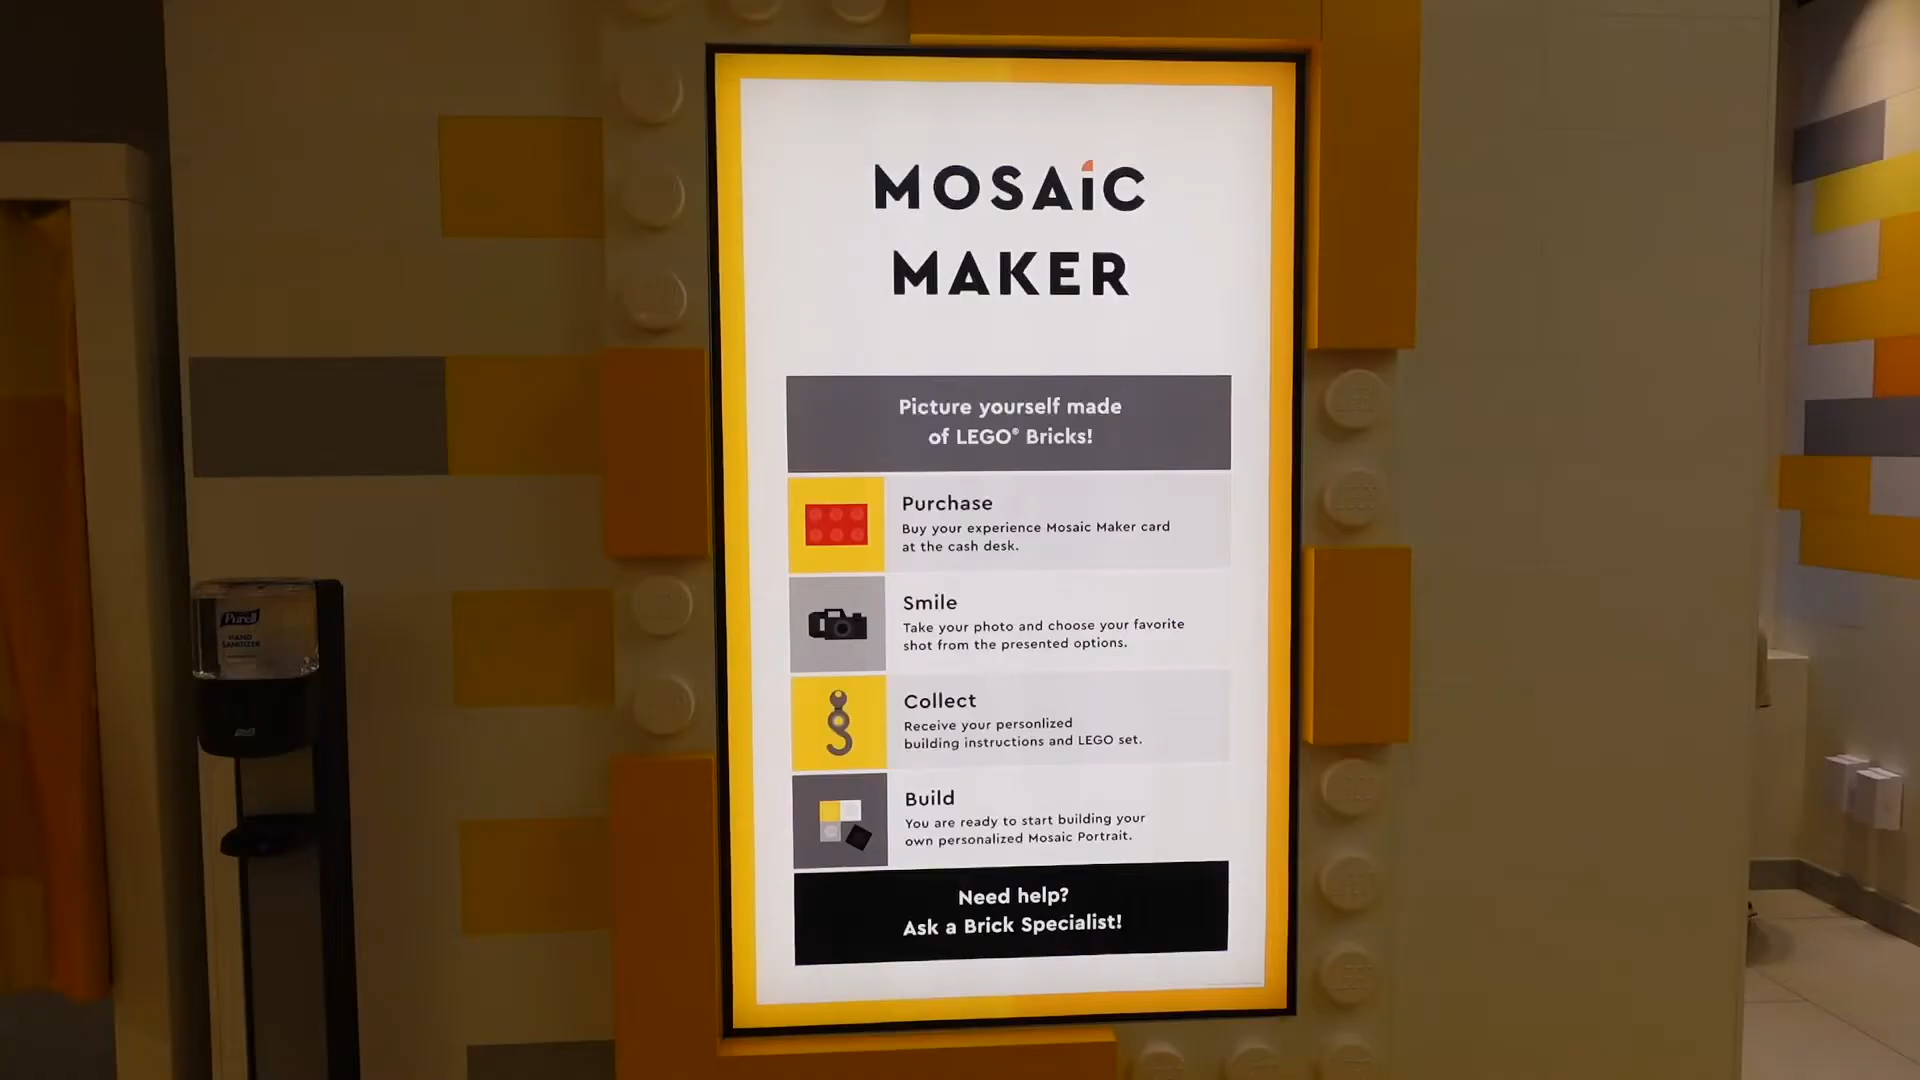 MOSAiC
MAKER
Picture yourself made
of LEGO® Bricks!
Purchase
Buy your experience Mosaic Maker card
at the cash desk.
Smile
Take your photo and choose your favorite
shot from the presented options.
Collect
Receive your personlized
building instructions and LEGO set.
Build
You are ready to start building your
own personalized Mosaic Portrait.
Need help?
Ask a Brick Specialist!
Purell
HAND
SANITIZER